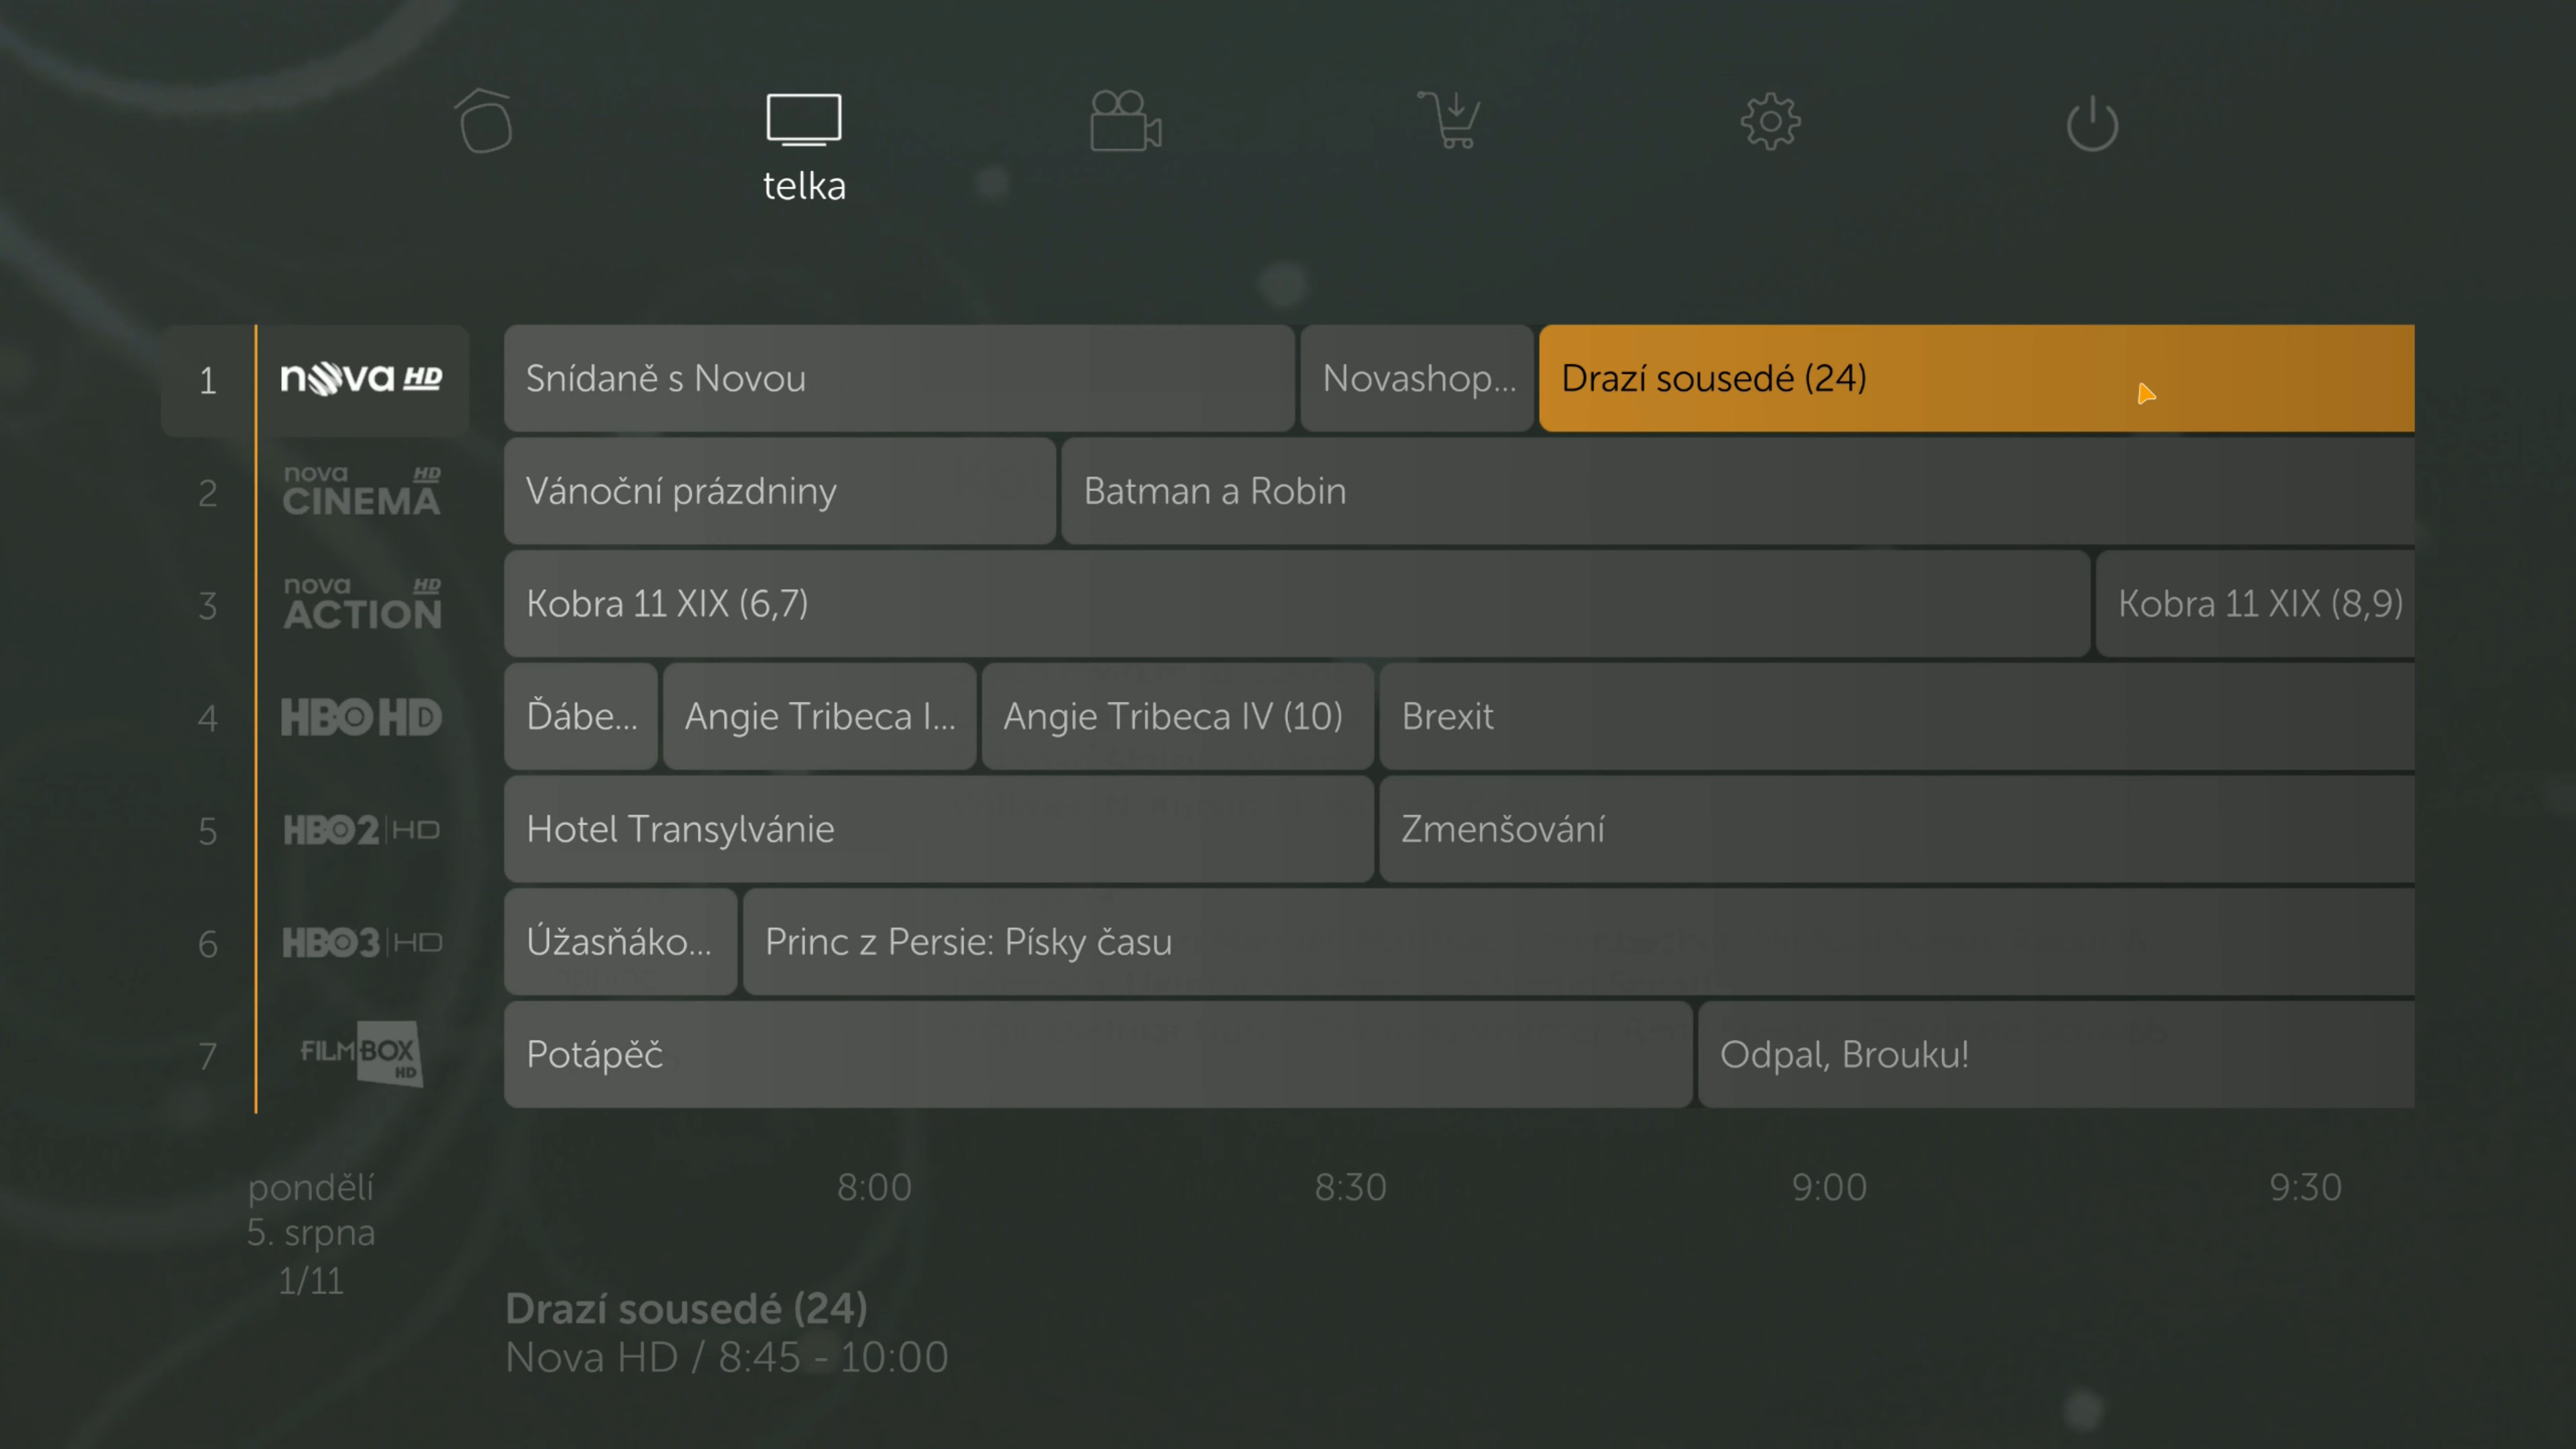 telka
1 nova HD Snídaně s Novou Novashop... Drazí sousedé (24)
2 nova HD CINEMA Vánoční prázdniny Batman a Robin
3 nova HD ACTION Kobra 11 XIX (6,7) Kobra 11 XIX (8,9)
4 HBO HD Ďábe... Angie Tribeca I... Angie Tribeca IV (10) Brexit
5 HBO2 HD Hotel Transylvánie Zmenšování
6 HBO3 HD Úžasňáko... Princ z Persie: Písky času
7 FILMBOX HD Potápěč Odpal, Brouku!
pondělí 8:00 8:30 9:00 9:30
5. srpna
1/11
Drazí sousedé (24)
Nova HD / 8:45 - 10:00